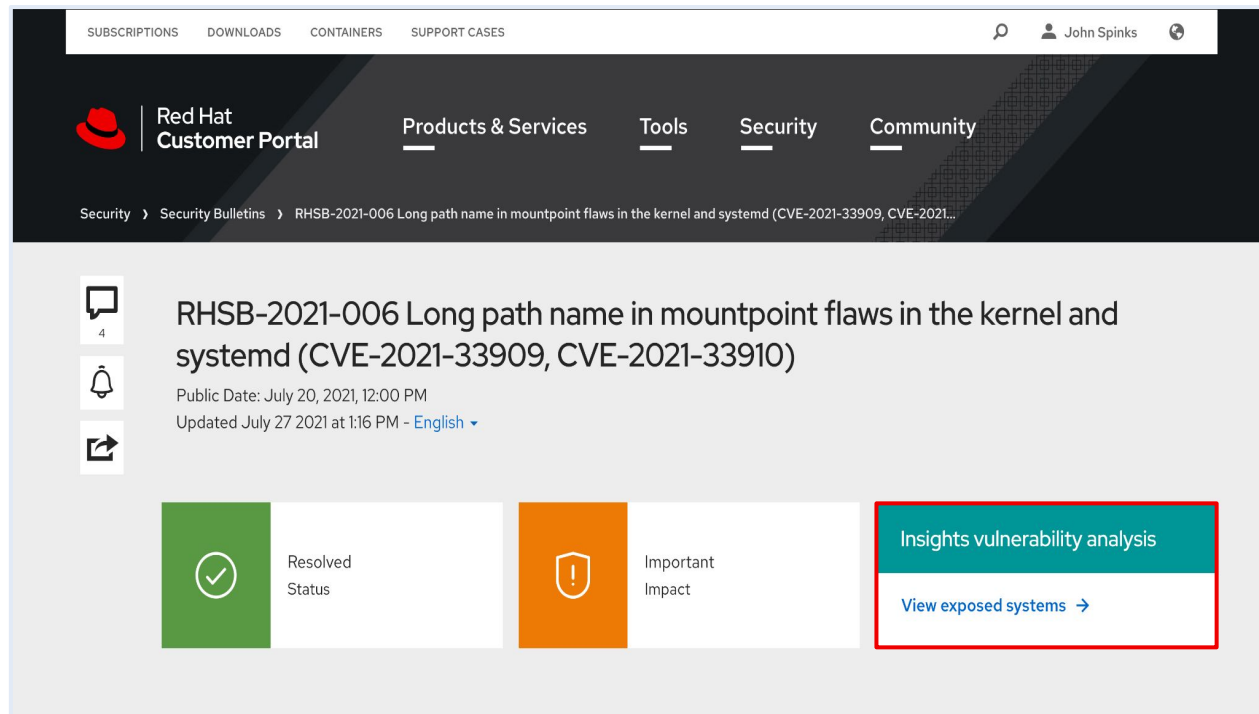 SUBSCRIPTIONS DOWNLOADS CONTAINERS SUPPORT CASES John Spinks
Red Hat
Customer Portal
Products & Services Tools Security Community
Security ❯ Security Bulletins ❯ RHSB-2021-006 Long path name in mountpoint flaws in the kernel and systemd (CVE-2021-33909, CVE-2021...
4
RHSB-2021-006 Long path name in mountpoint flaws in the kernel and
systemd (CVE-2021-33909, CVE-2021-33910)
Public Date: July 20, 2021, 12:00 PM
Updated July 27 2021 at 1:16 PM - English
Resolved
Status
Important
Impact
Insights vulnerability analysis
View exposed systems →